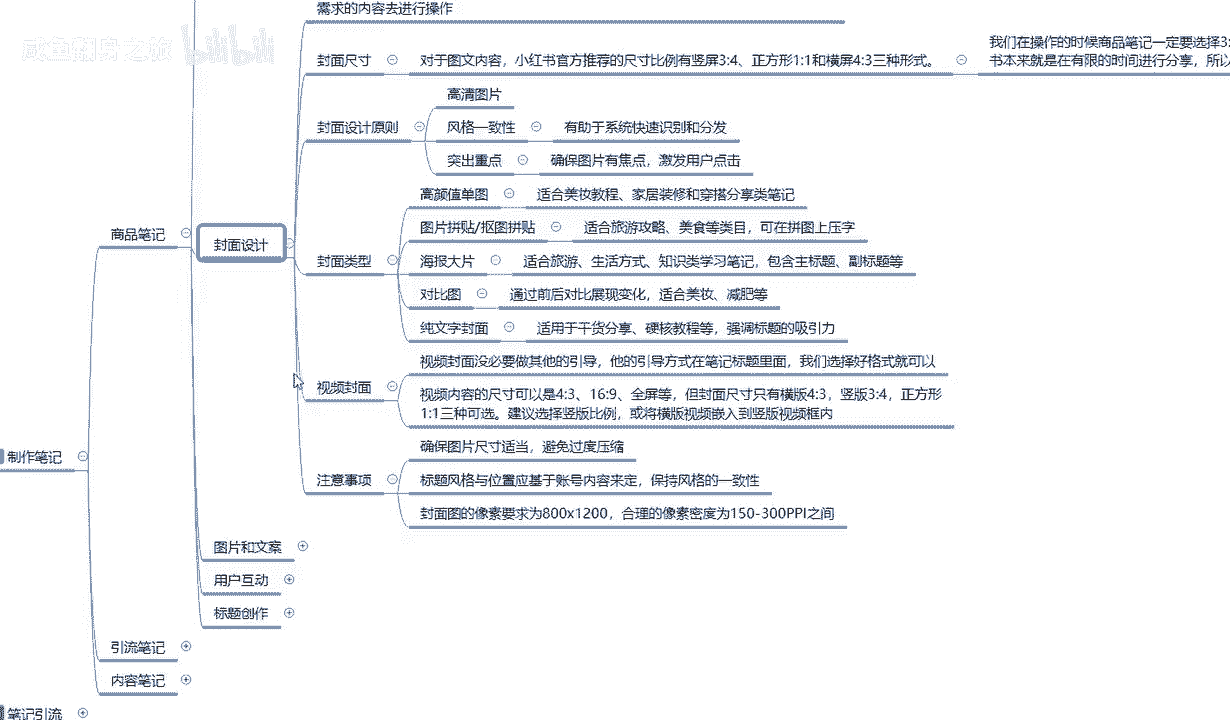 需求的内容去进行操作
咸鱼翻身之旅 bilibili
封面尺寸
对于图文内容，小红书官方推荐的尺寸比例有竖屏3:4、正方形1:1和横屏4:3三种形式。
我们在操作的时候商品笔记一定要选择3:
书本来就是在有限的时间进行分享，所以
封面设计原则
高清图片
风格一致性
有助于系统快速识别和分发
突出重点
确保图片有焦点，激发用户点击
商品笔记
封面设计
封面类型
高颜值单图
适合美妆教程、家居装修和穿搭分享类笔记
图片拼贴/抠图拼贴
适合旅游攻略、美食等类目，可在拼图上压字
海报大片
适合旅游、生活方式、知识类学习笔记，包含主标题、副标题等
对比图
通过前后对比展现变化，适合美妆、减肥等
纯文字封面
适用于干货分享、硬核教程等，强调标题的吸引力
视频封面
视频封面没必要做其他的引导，他的引导方式在笔记标题里面，我们选择好格式就可以
视频内容的尺寸可以是4:3、16:9、全屏等，但封面尺寸只有横版4:3，竖版3:4，正方形
1:1三种可选。建议选择竖版比例，或将横版视频嵌入到竖版视频框内
制作笔记
注意事项
确保图片尺寸适当，避免过度压缩
标题风格与位置应基于账号内容来定，保持风格的一致性
封面图的像素要求为800x1200，合理的像素密度为150-300PPI之间
图片和文案
用户互动
标题创作
引流笔记
内容笔记
笔记引流